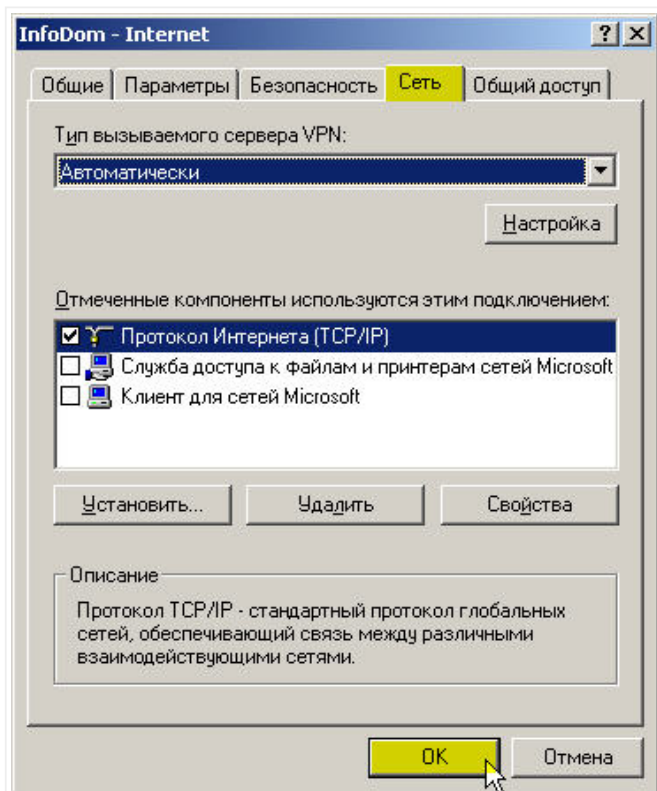 InfoDom - Internet
Общие Параметры Безопасность Сеть Общий доступ
Тип вызываемого сервера VPN:
Автоматически
Настройка
Отмеченные компоненты используются этим подключением:
Протокол Интернета (TCP/IP)
Служба доступа к файлам и принтерам сетей Microsoft
Клиент для сетей Microsoft
Установить... Удалить Свойства
Описание
Протокол TCP/IP - стандартный протокол глобальных
сетей, обеспечивающий связь между различными
взаимодействующими сетями.
OK Отмена